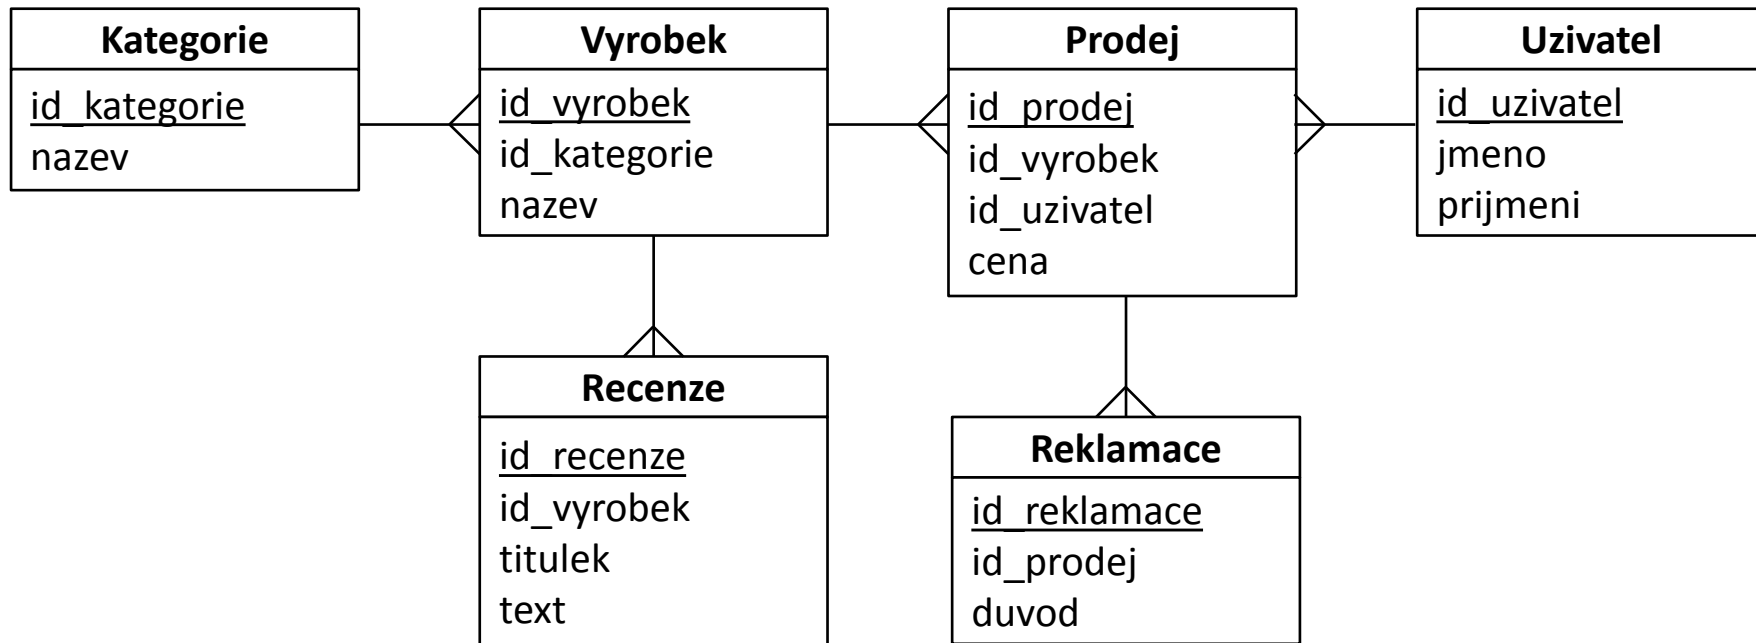 Kategorie
id_kategorie
nazev
Vyrobek
id_vyrobek
id_kategorie
nazev
Prodej
id_prodej
id_vyrobek
id_uzivatel
cena
Uzivatel
id_uzivatel
jmeno
prijmeni
Recenze
id_recenze
id_vyrobek
titulek
text
Reklamace
id_reklamace
id_prodej
duvod